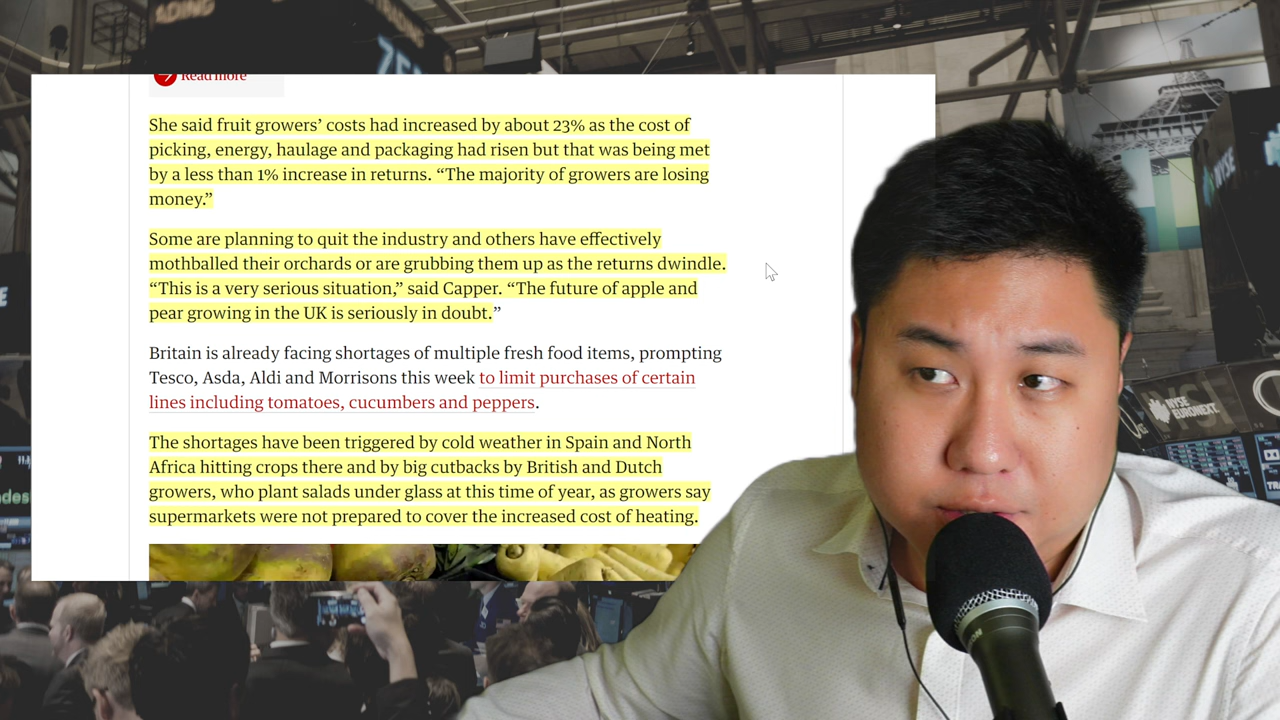 ADING
Read more
She said fruit growers’ costs had increased by about 23% as the cost of
picking, energy, haulage and packaging had risen but that was being met
by a less than 1% increase in returns. “The majority of growers are losing
money.”
Some are planning to quit the industry and others have effectively
mothballed their orchards or are grubbing them up as the returns dwindle.
“This is a very serious situation,” said Capper. “The future of apple and
pear growing in the UK is seriously in doubt.”
Britain is already facing shortages of multiple fresh food items, prompting
Tesco, Asda, Aldi and Morrisons this week to limit purchases of certain
lines including tomatoes, cucumbers and peppers.
The shortages have been triggered by cold weather in Spain and North
Africa hitting crops there and by big cutbacks by British and Dutch
growers, who plant salads under glass at this time of year, as growers say
supermarkets were not prepared to cover the increased cost of heating.
NYSE
NYSE
EURONEXT.